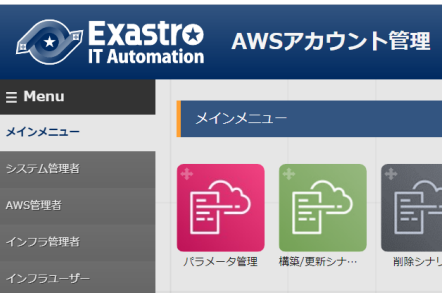 Exastro
IT Automation
AWSアカウント管理
Menu
メインメニュー
メインメニュー
システム管理者
AWS管理者
インフラ管理者
インフラユーザー
パラメータ管理
構築/更新シナ…
削除シナリ